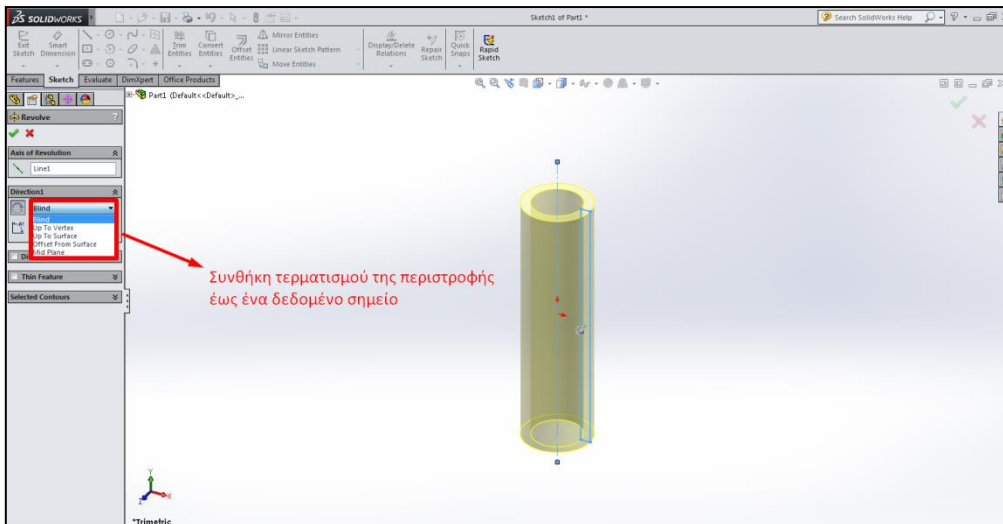 SOLIDWORKS
Sketch1 of Part1 *
Search SolidWorks Help
Exit Sketch
Smart Dimension
Trim Entities
Convert Entities
Offset Entities
Mirror Entities
Linear Sketch Pattern
Move Entities
Display/Delete Relations
Repair Sketch
Quick Snaps
Rapid Sketch
Features Sketch Evaluate DimXpert Office Products
Part1 (Default<<Default>_...
Revolve
?
Axis of Revolution
Line1
Direction1
Blind
Blind
Up To Vertex
Up To Surface
Offset From Surface
Mid Plane
Thin Feature
Selected Contours
Συνθήκη τερματισμού της περιστροφής
έως ένα δεδομένο σημείο
Y
X
Z
*Trimetric